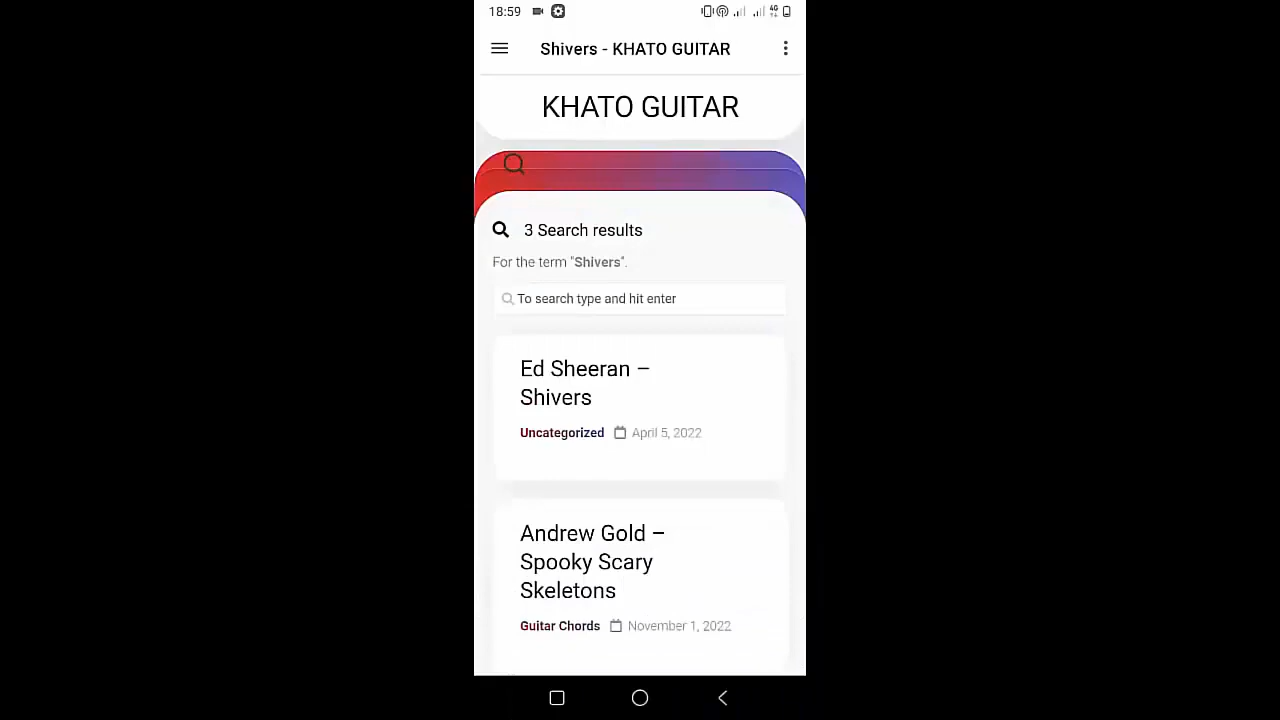 18:59
4G
Shivers - KHATO GUITAR
KHATO GUITAR
3 Search results
For the term "Shivers".
To search type and hit enter
Ed Sheeran –
Shivers
Uncategorized April 5, 2022
Andrew Gold –
Spooky Scary
Skeletons
Guitar Chords November 1, 2022